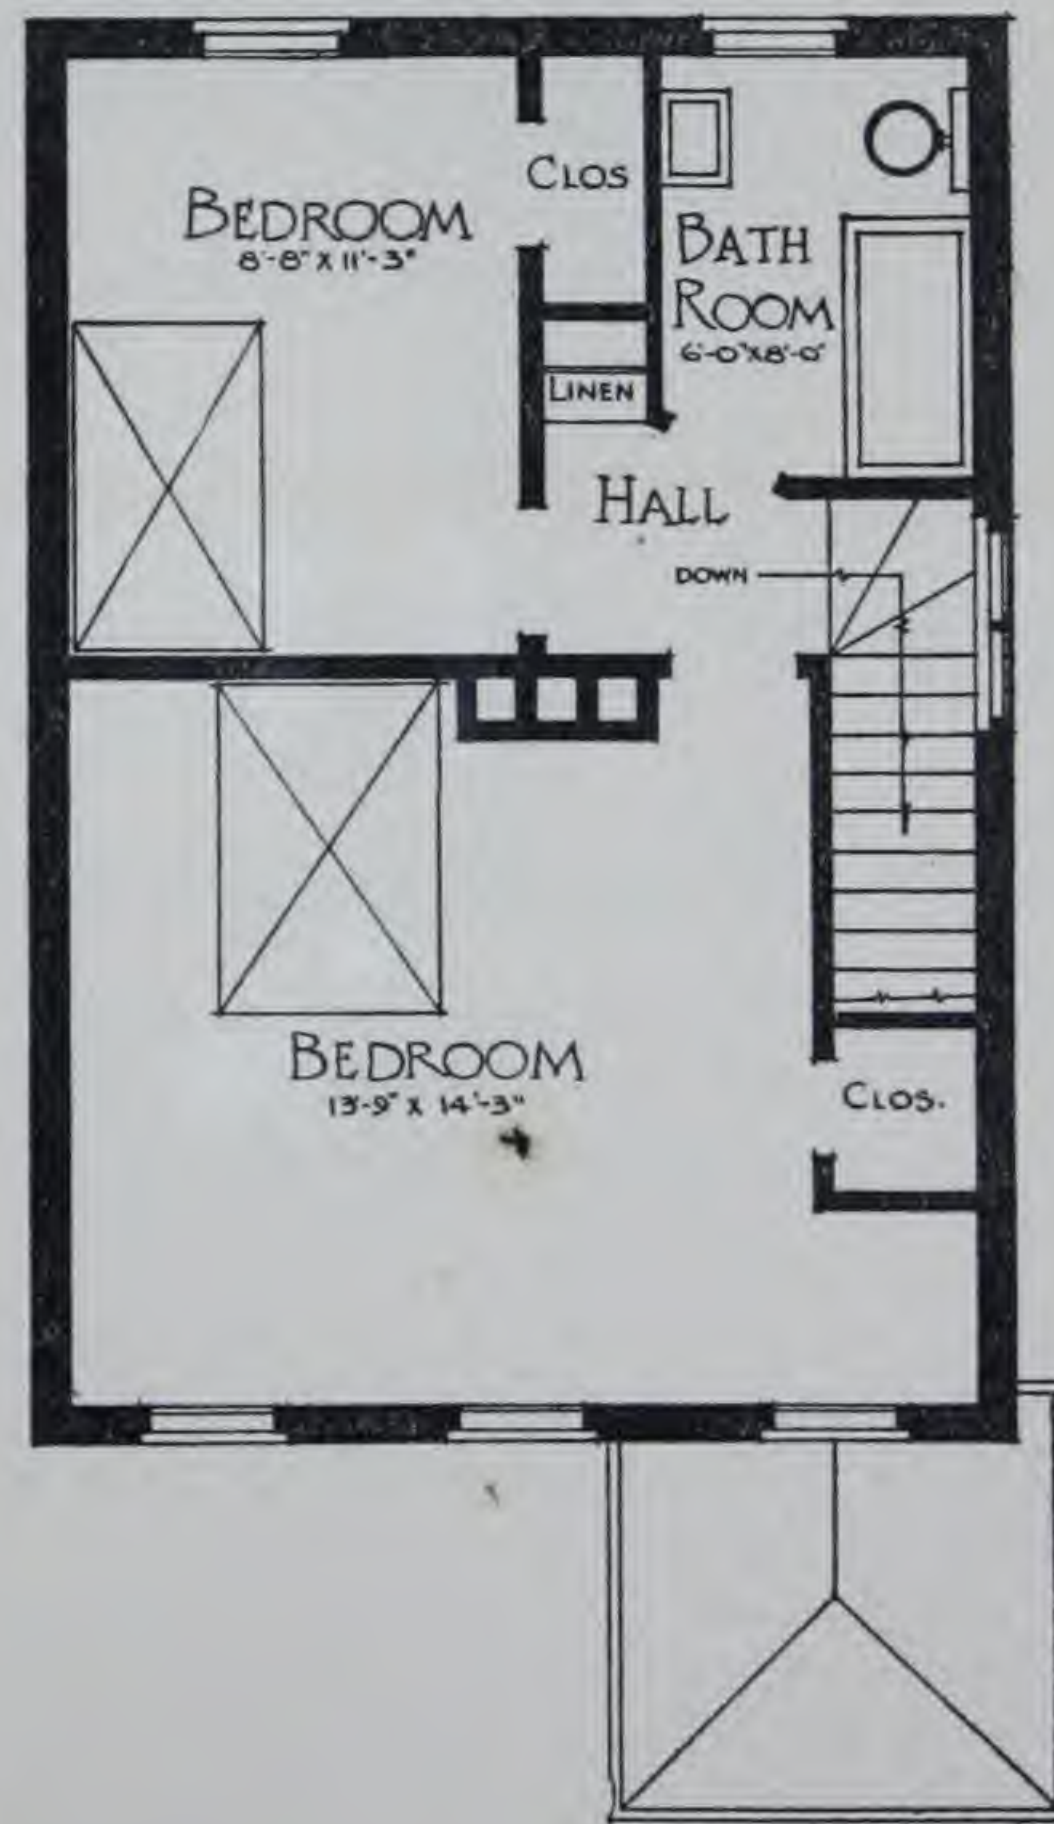 BEDROOM
8'-8" X 11'-3"
CLOS
BATH
ROOM
6'-0"X8'-0"
LINEN
HALL
DOWN
BEDROOM
13'-9" X 14'-3"
CLOS.